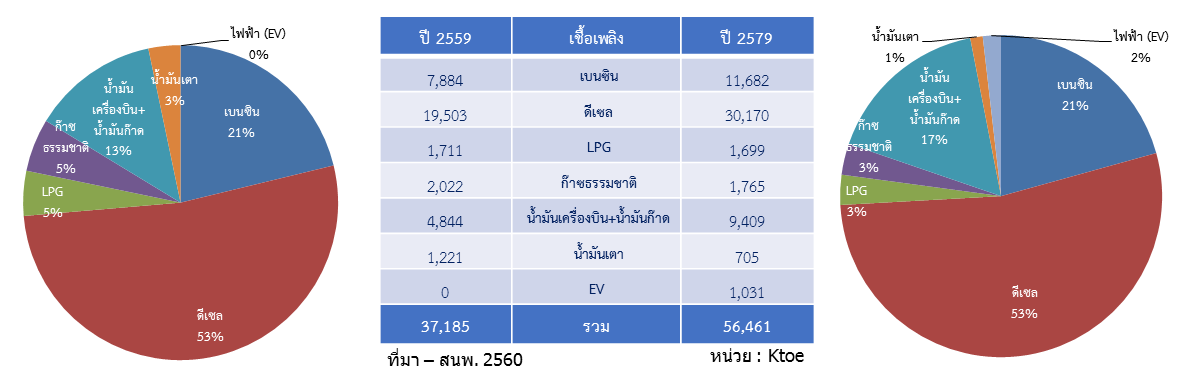 ไฟฟ้า (EV)
0%
น้ำมันเตา
3%
น้ำมัน
เครื่องบิน+
น้ำมันก๊าด
13%
เบนซิน
21%
ก๊าซ
ธรรมชาติ
5%
LPG
5%
ดีเซล
53%
ปี 2559 เชื้อเพลิง ปี 2579
7,884 เบนซิน 11,682
19,503 ดีเซล 30,170
1,711 LPG 1,699
2,022 ก๊าซธรรมชาติ 1,765
4,844 น้ำมันเครื่องบิน+น้ำมันก๊าด 9,409
1,221 น้ำมันเตา 705
0 EV 1,031
37,185 รวม 56,461
ที่มา – สนพ. 2560 หน่วย : Ktoe
น้ำมันเตา
1%
ไฟฟ้า (EV)
2%
น้ำมัน
เครื่องบิน+
น้ำมันก๊าด
17%
เบนซิน
21%
ก๊าซ
ธรรมชาติ
3%
LPG
3%
ดีเซล
53%